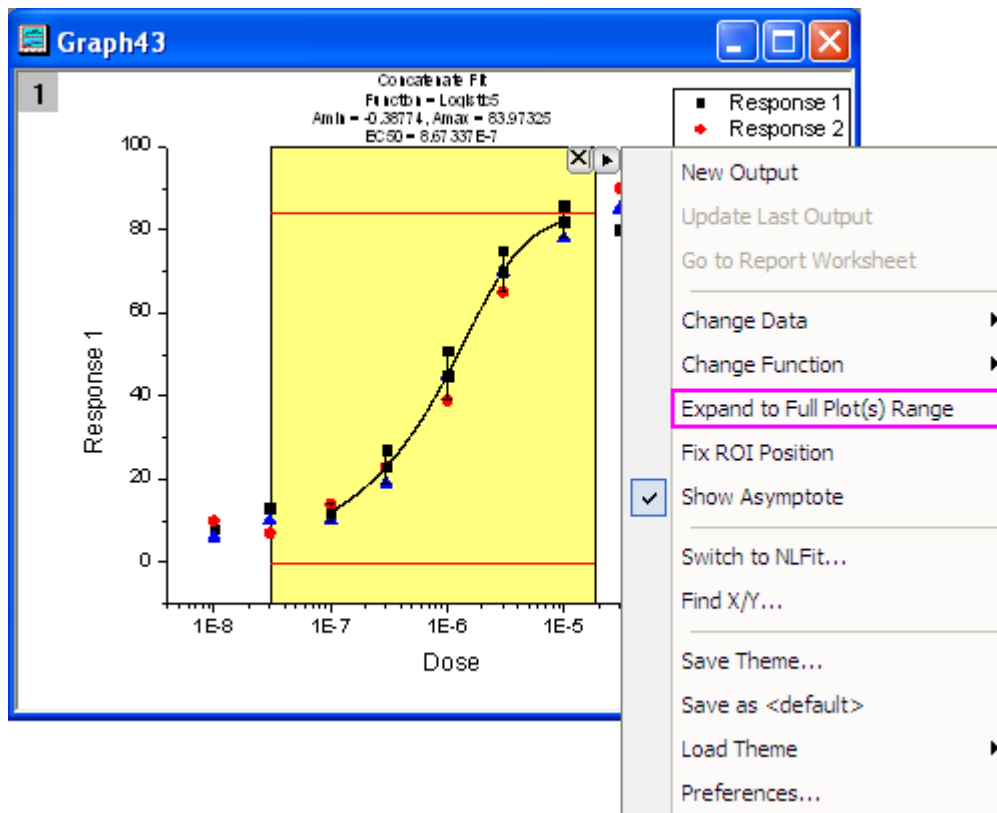 Graph43
1
Concatenate Fit
Function = Logistic5
Amin = -0.38774, Amax = 83.97325
EC50 = 8.67337E-7
Response 1
Response 2
100
80
60
40
20
0
Response 1
1E-8
1E-7
1E-6
1E-5
Dose
New Output
Update Last Output
Go to Report Worksheet
Change Data
Change Function
Expand to Full Plot(s) Range
Fix ROI Position
Show Asymptote
Switch to NLFit...
Find X/Y...
Save Theme...
Save as <default>
Load Theme
Preferences...